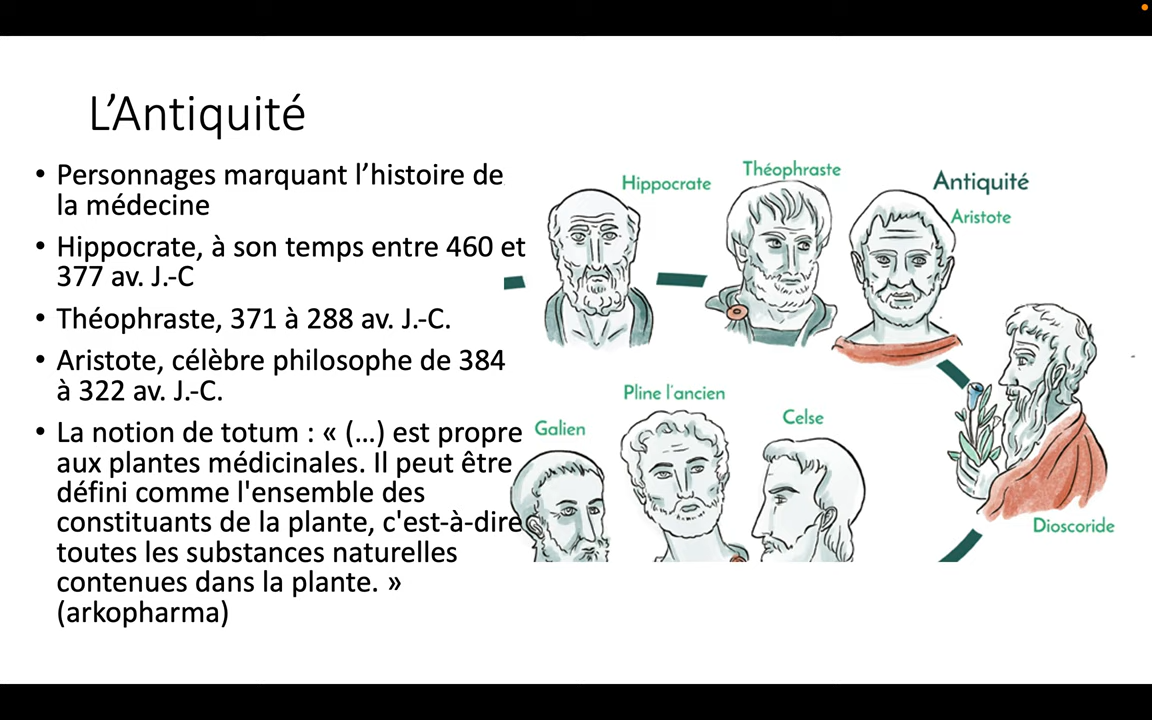 L’Antiquité
• Personnages marquant l’histoire de
la médecine
• Hippocrate, à son temps entre 460 et
377 av. J.-C
• Théophraste, 371 à 288 av. J.-C.
• Aristote, célèbre philosophe de 384
à 322 av. J.-C.
• La notion de totum : « (…) est propre
aux plantes médicinales. Il peut être
défini comme l'ensemble des
constituants de la plante, c'est-à-dire
toutes les substances naturelles
contenues dans la plante. »
(arkopharma)
Hippocrate
Théophraste
Antiquité
Aristote
Dioscoride
Celse
Pline l'ancien
Galien